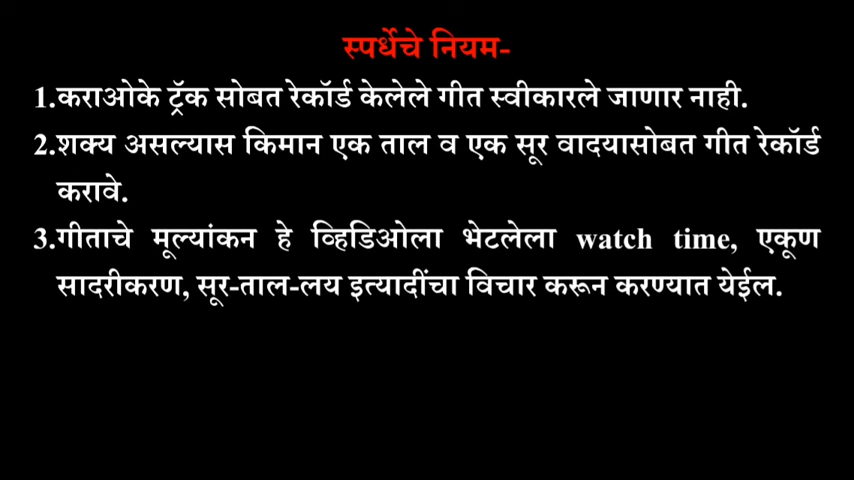 स्पर्धेचे नियम-
1.कराओके ट्रॅक सोबत रेकॉर्ड केलेले गीत स्वीकारले जाणार नाही.
2.शक्य असल्यास किमान एक ताल व एक सूर वादयासोबत गीत रेकॉर्ड
करावे.
3.गीताचे मूल्यांकन हे व्हिडिओला भेटलेला watch time, एकूण
सादरीकरण, सूर-ताल-लय इत्यादींचा विचार करून करण्यात येईल.